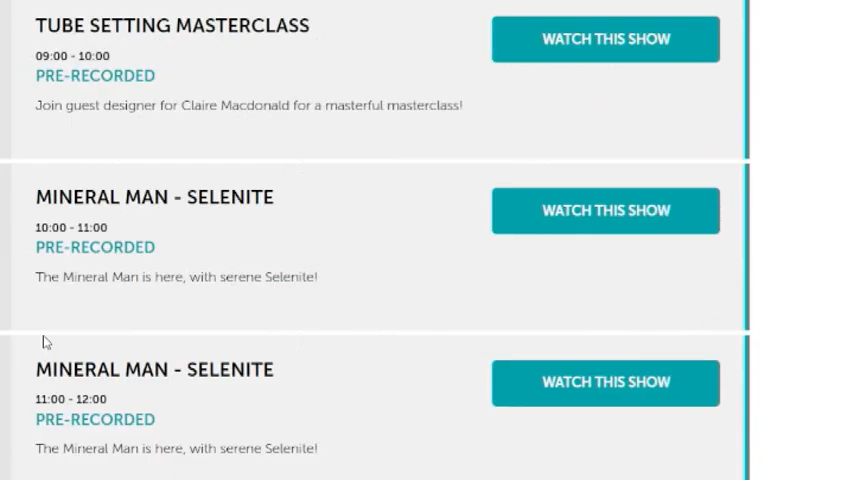 TUBE SETTING MASTERCLASS
WATCH THIS SHOW
09:00 - 10:00
PRE-RECORDED
Join guest designer for Claire Macdonald for a masterful masterclass!
MINERAL MAN - SELENITE
WATCH THIS SHOW
10:00 - 11:00
PRE-RECORDED
The Mineral Man is here, with serene Selenite!
MINERAL MAN - SELENITE
WATCH THIS SHOW
11:00 - 12:00
PRE-RECORDED
The Mineral Man is here, with serene Selenite!